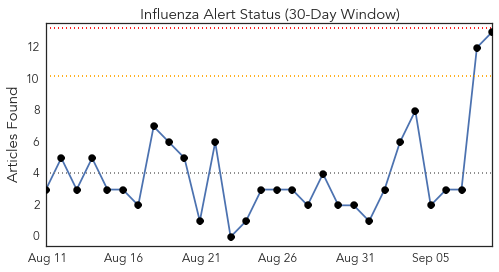 Influenza Alert Status (30-Day Window)
Articles Found
12
10
8
6
4
2
0
Aug 11 Aug 16 Aug 21 Aug 26 Aug 31 Sep 05